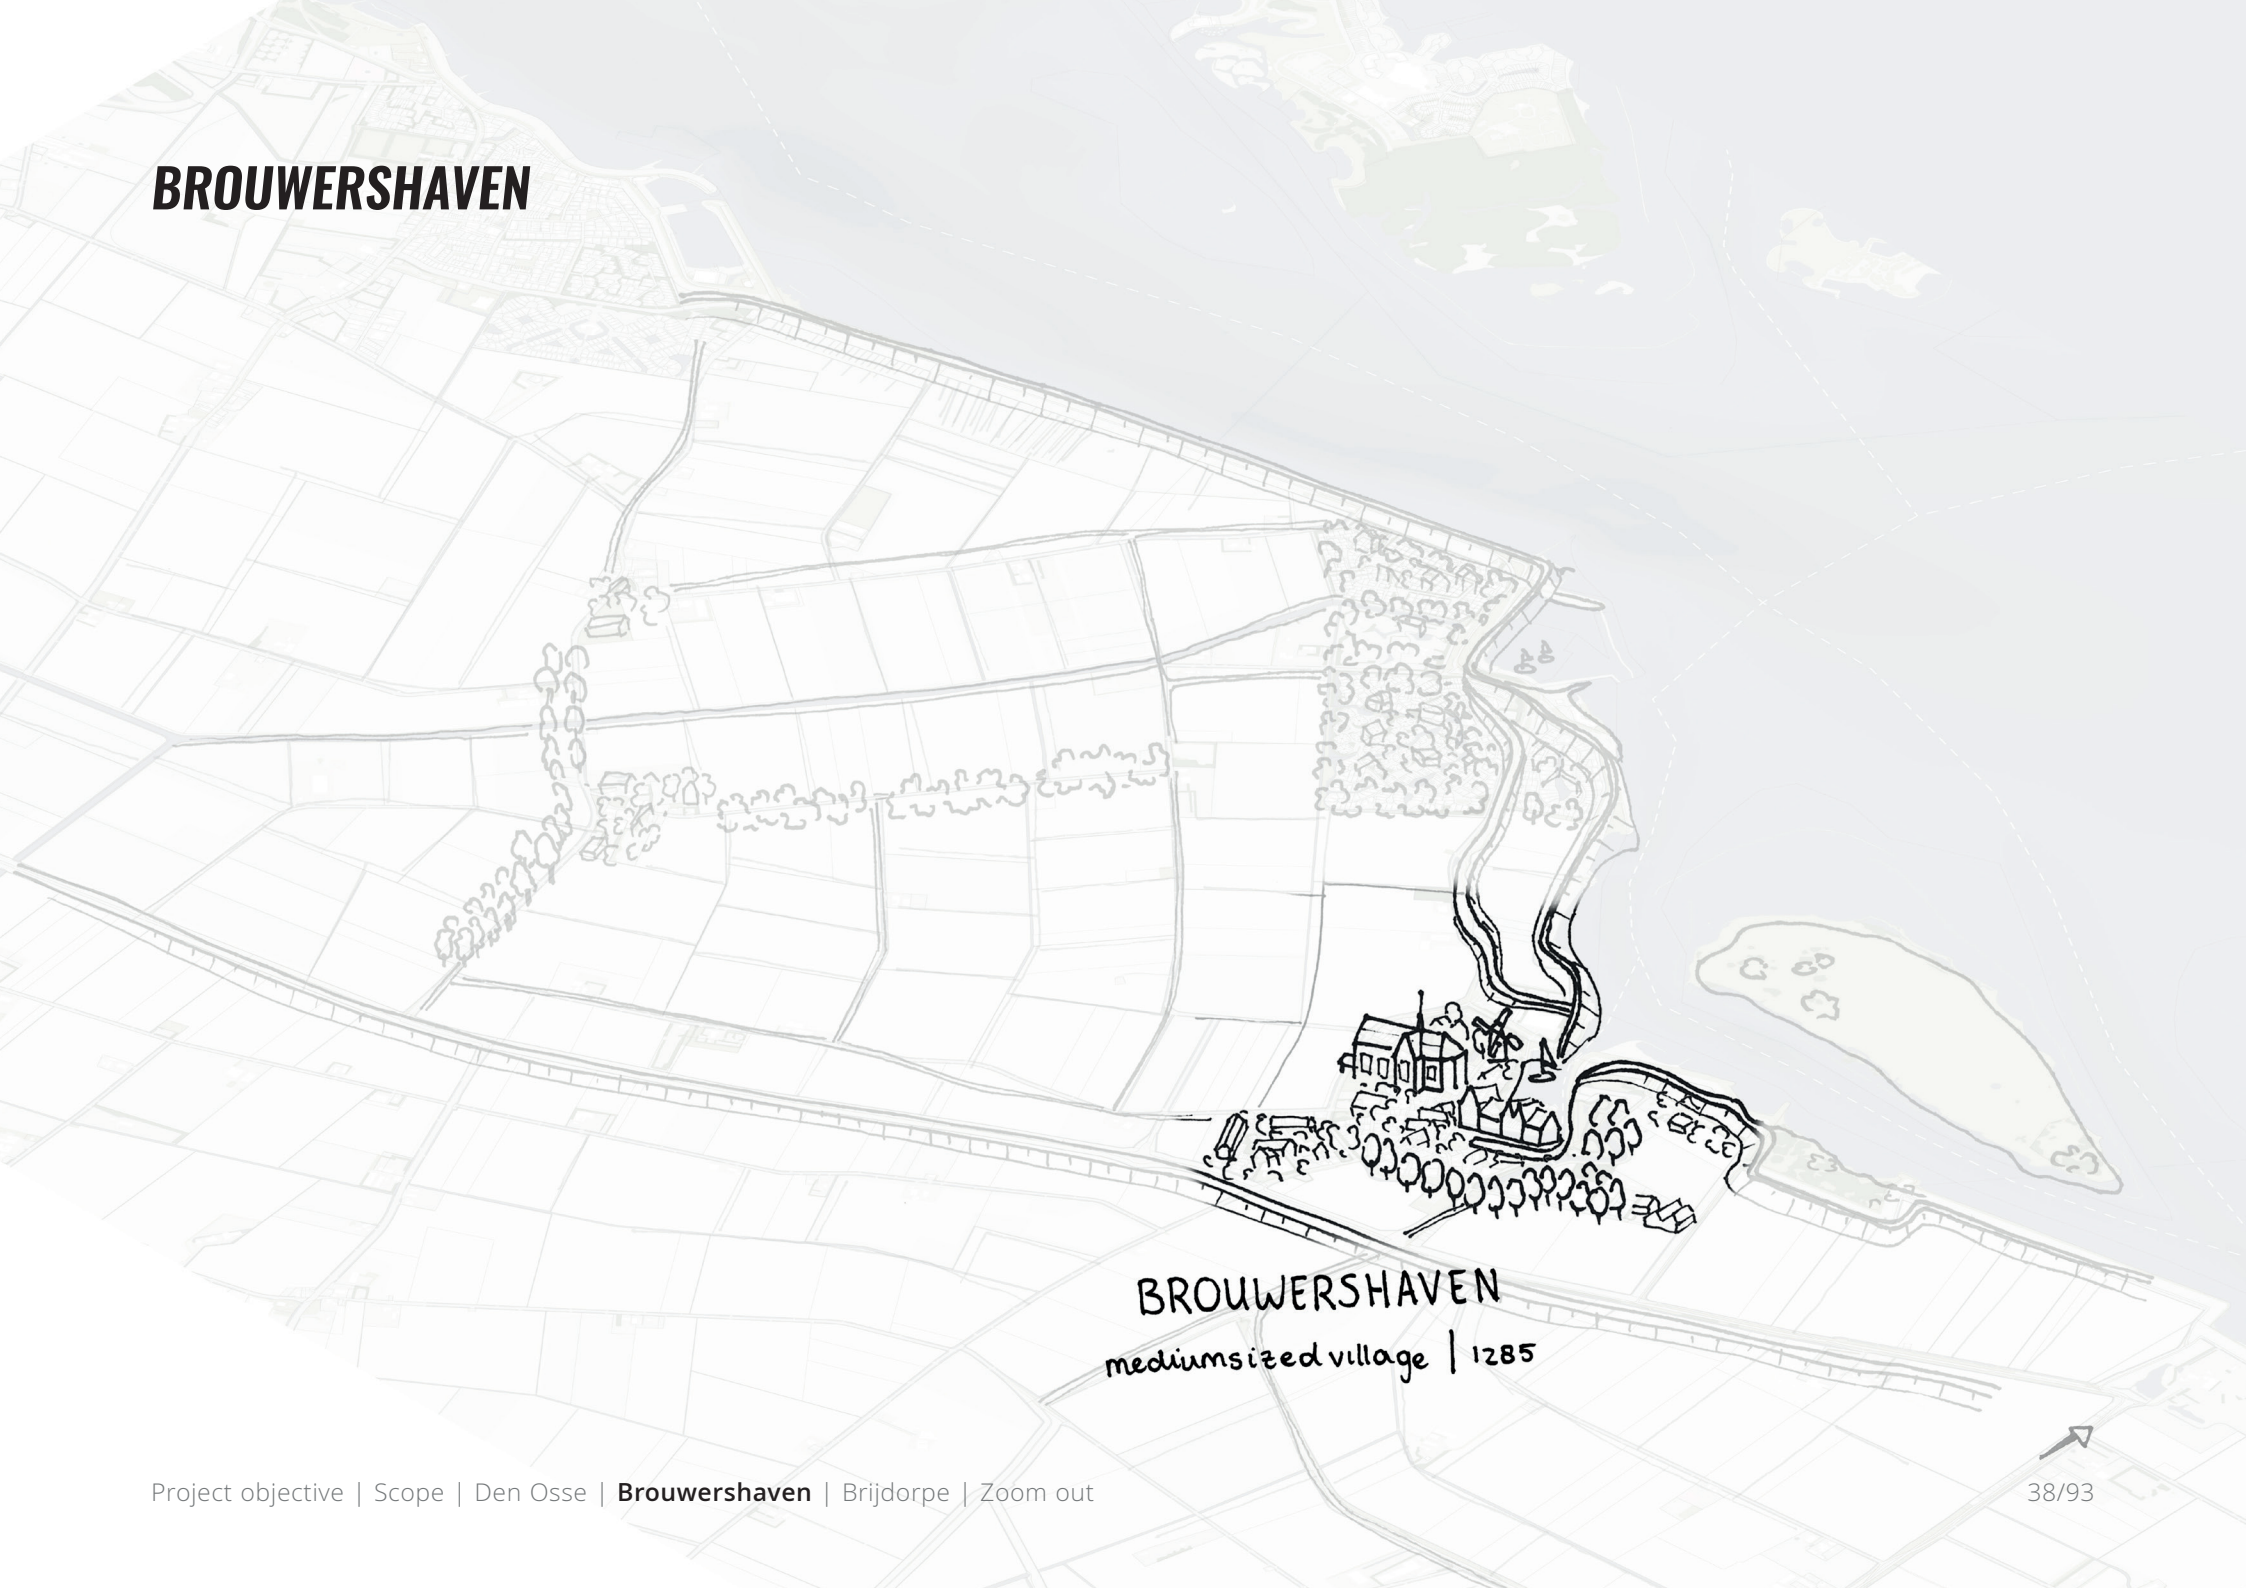 BROUWERSHAVEN
BROUWERSHAVEN
mediumsized village | 1285
Project objective | Scope | Den Osse | Brouwershaven | Brijdorpe | Zoom out
38/93